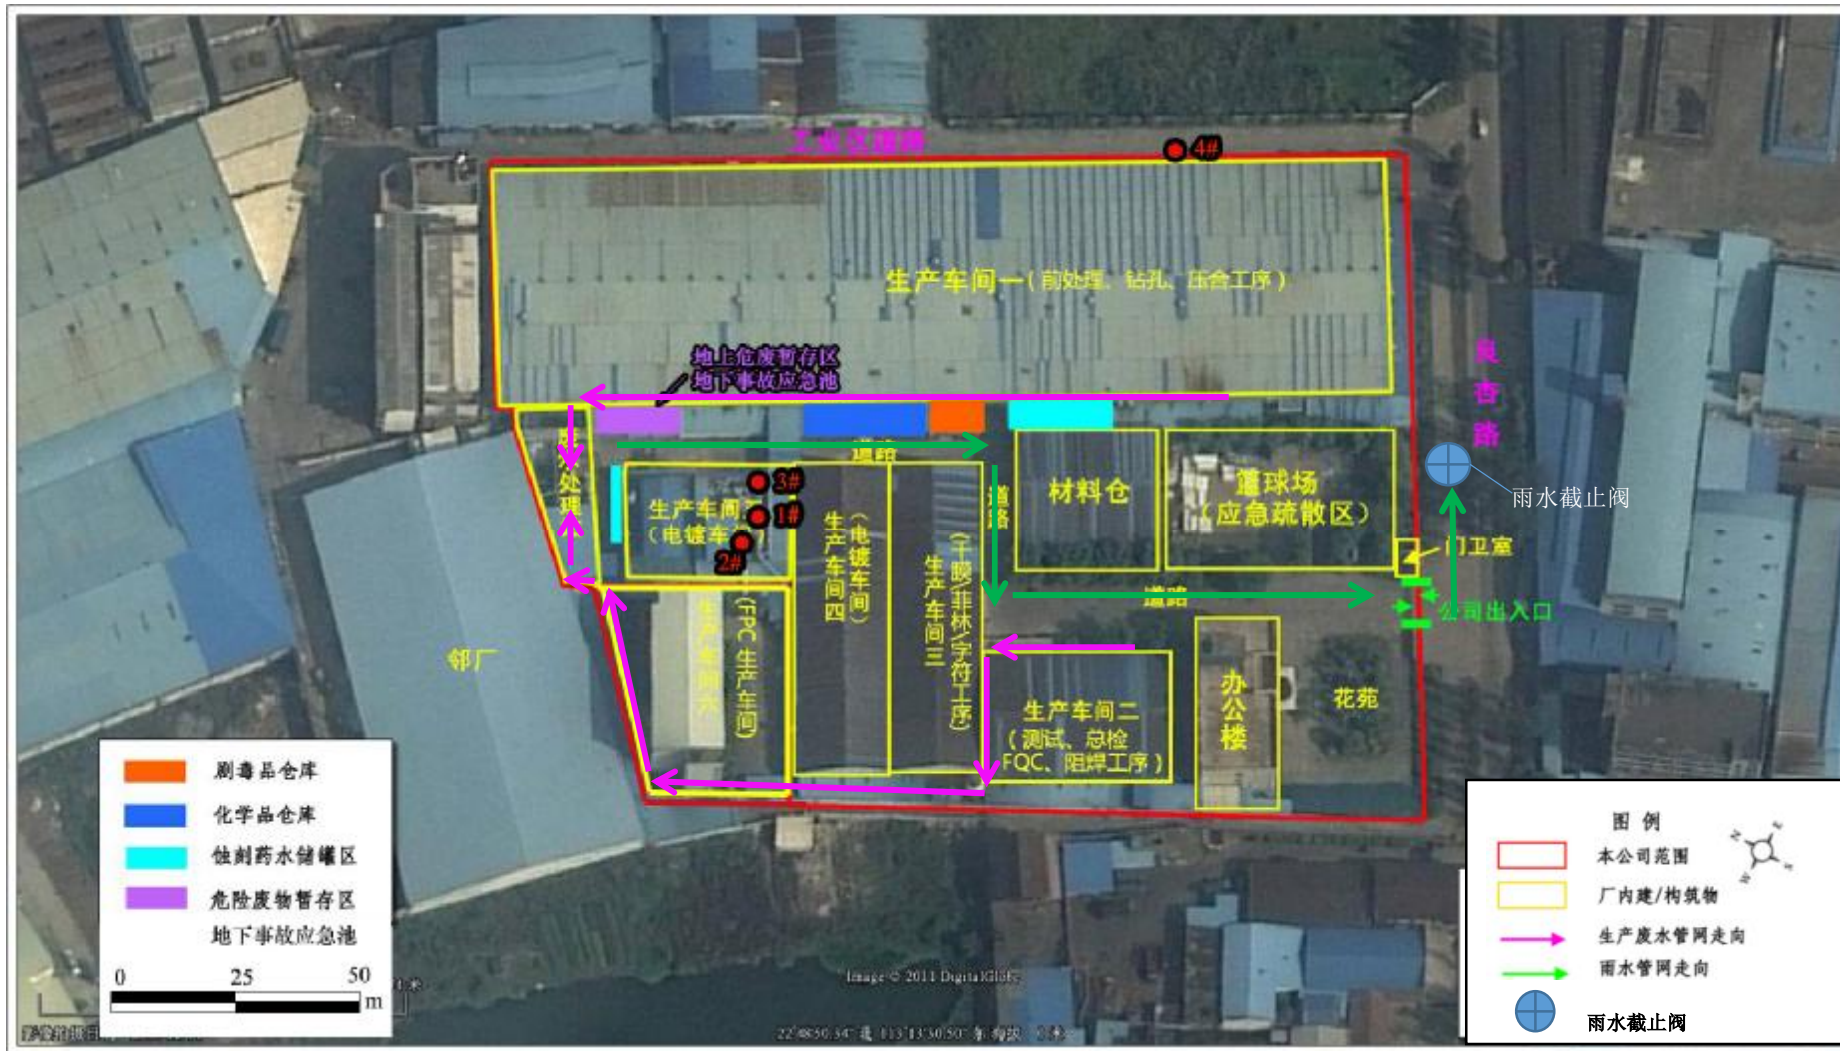 工业区道路
4#
生产车间一（前处理、钻孔、压合工序）
地上危废暂存区
地下事故应急池
良杏路
废水处理
道路
3#
1#
2#
生产车间五
（电镀车间）
生产车间四
（电镀车间）
生产车间三
（干膜/菲林/字符工序）
道路
材料仓
篮球场
（应急疏散区）
雨水截止阀
门卫室
公司出入口
道路
邻厂
生产车间六
（FPC 生产车间）
生产车间二
（测试、总检
FQC、阻焊工序）
办公楼
花苑
剧毒品仓库
化学品仓库
蚀刻药水储罐区
危险废物暂存区
地下事故应急池
0 25 50
m
Image © 2011 DigitalGlobe
图 例
N
E
S
W
本公司范围
厂内建/构筑物
生产废水管网走向
雨水管网走向
雨水截止阀